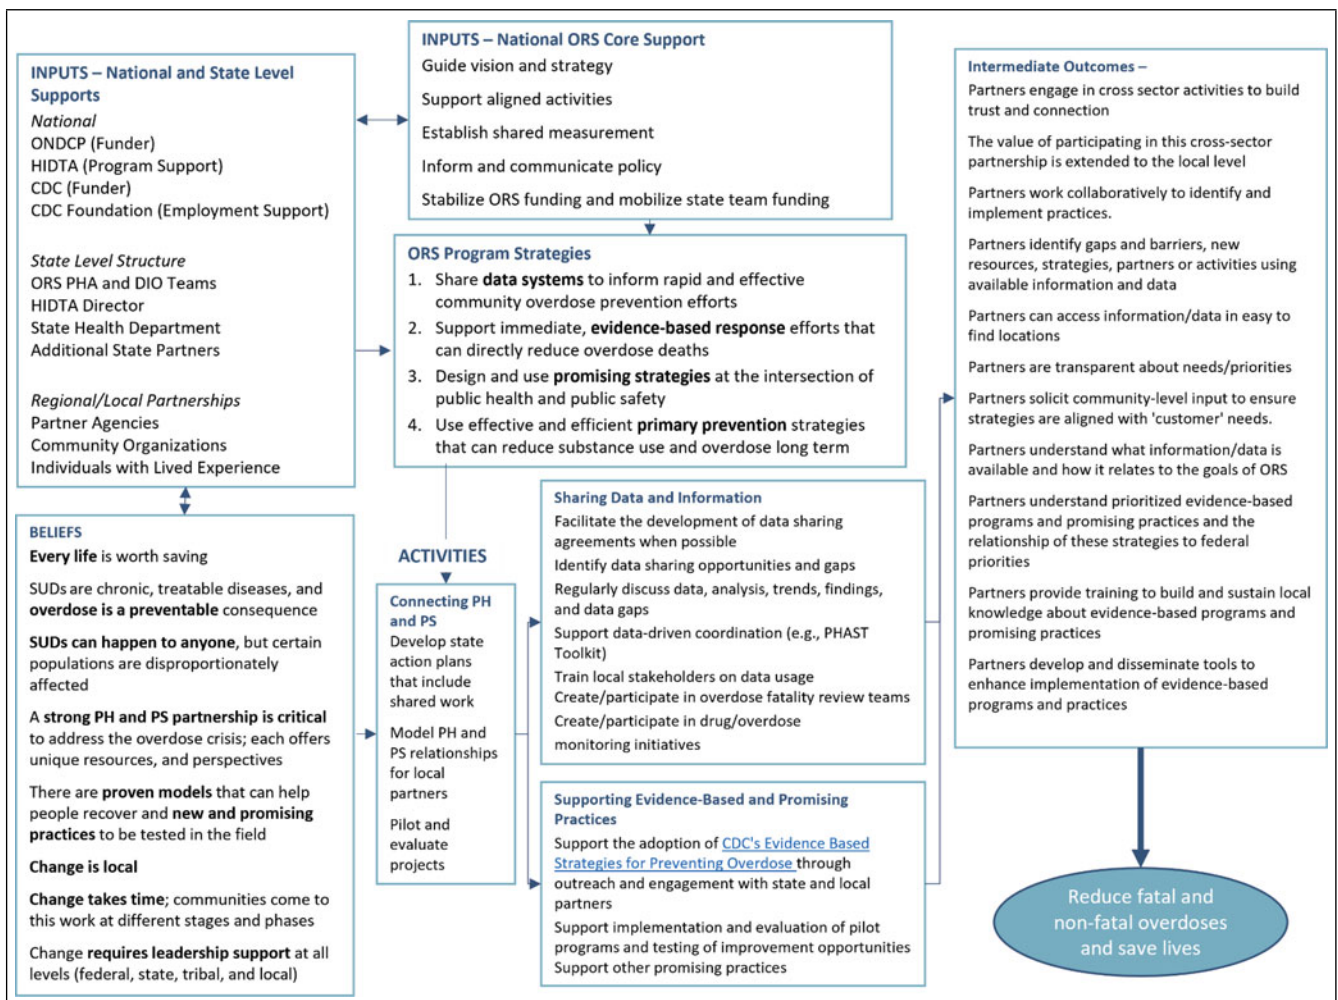 INPUTS – National and State Level
Supports
National
ONDCP (Funder)
HIDTA (Program Support)
CDC (Funder)
CDC Foundation (Employment Support)
State Level Structure
ORS PHA and DIO Teams
HIDTA Director
State Health Department
Additional State Partners
Regional/Local Partnerships
Partner Agencies
Community Organizations
Individuals with Lived Experience
INPUTS – National ORS Core Support
Guide vision and strategy
Support aligned activities
Establish shared measurement
Inform and communicate policy
Stabilize ORS funding and mobilize state team funding
ORS Program Strategies
1. Share data systems to inform rapid and effective
community overdose prevention efforts
2. Support immediate, evidence-based response efforts that
can directly reduce overdose deaths
3. Design and use promising strategies at the intersection of
public health and public safety
4. Use effective and efficient primary prevention strategies
that can reduce substance use and overdose long term
BELIEFS
Every life is worth saving
SUDs are chronic, treatable diseases, and
overdose is a preventable consequence
SUDs can happen to anyone, but certain
populations are disproportionately
affected
A strong PH and PS partnership is critical
to address the overdose crisis; each offers
unique resources, and perspectives
There are proven models that can help
people recover and new and promising
practices to be tested in the field
Change is local
Change takes time; communities come to
this work at different stages and phases
Change requires leadership support at all
levels (federal, state, tribal, and local)
ACTIVITIES
Connecting PH
and PS
Develop state
action plans
that include
shared work
Model PH and
PS relationships
for local
partners
Pilot and
evaluate
projects
Sharing Data and Information
Facilitate the development of data sharing
agreements when possible
Identify data sharing opportunities and gaps
Regularly discuss data, analysis, trends, findings,
and data gaps
Support data-driven coordination (e.g., PHAST
Toolkit)
Train local stakeholders on data usage
Create/participate in overdose fatality review teams
Create/participate in drug/overdose
monitoring initiatives
Supporting Evidence-Based and Promising
Practices
Support the adoption of CDC's Evidence Based
Strategies for Preventing Overdose through
outreach and engagement with state and local
partners
Support implementation and evaluation of pilot
programs and testing of improvement opportunities
Support other promising practices
Intermediate Outcomes –
Partners engage in cross sector activities to build
trust and connection
The value of participating in this cross-sector
partnership is extended to the local level
Partners work collaboratively to identify and
implement practices.
Partners identify gaps and barriers, new
resources, strategies, partners or activities using
available information and data
Partners can access information/data in easy to
find locations
Partners are transparent about needs/priorities
Partners solicit community-level input to ensure
strategies are aligned with 'customer' needs.
Partners understand what information/data is
available and how it relates to the goals of ORS
Partners understand prioritized evidence-based
programs and promising practices and the
relationship of these strategies to federal
priorities
Partners provide training to build and sustain local
knowledge about evidence-based programs and
promising practices
Partners develop and disseminate tools to
enhance implementation of evidence-based
programs and practices
Reduce fatal and
non-fatal overdoses
and save lives